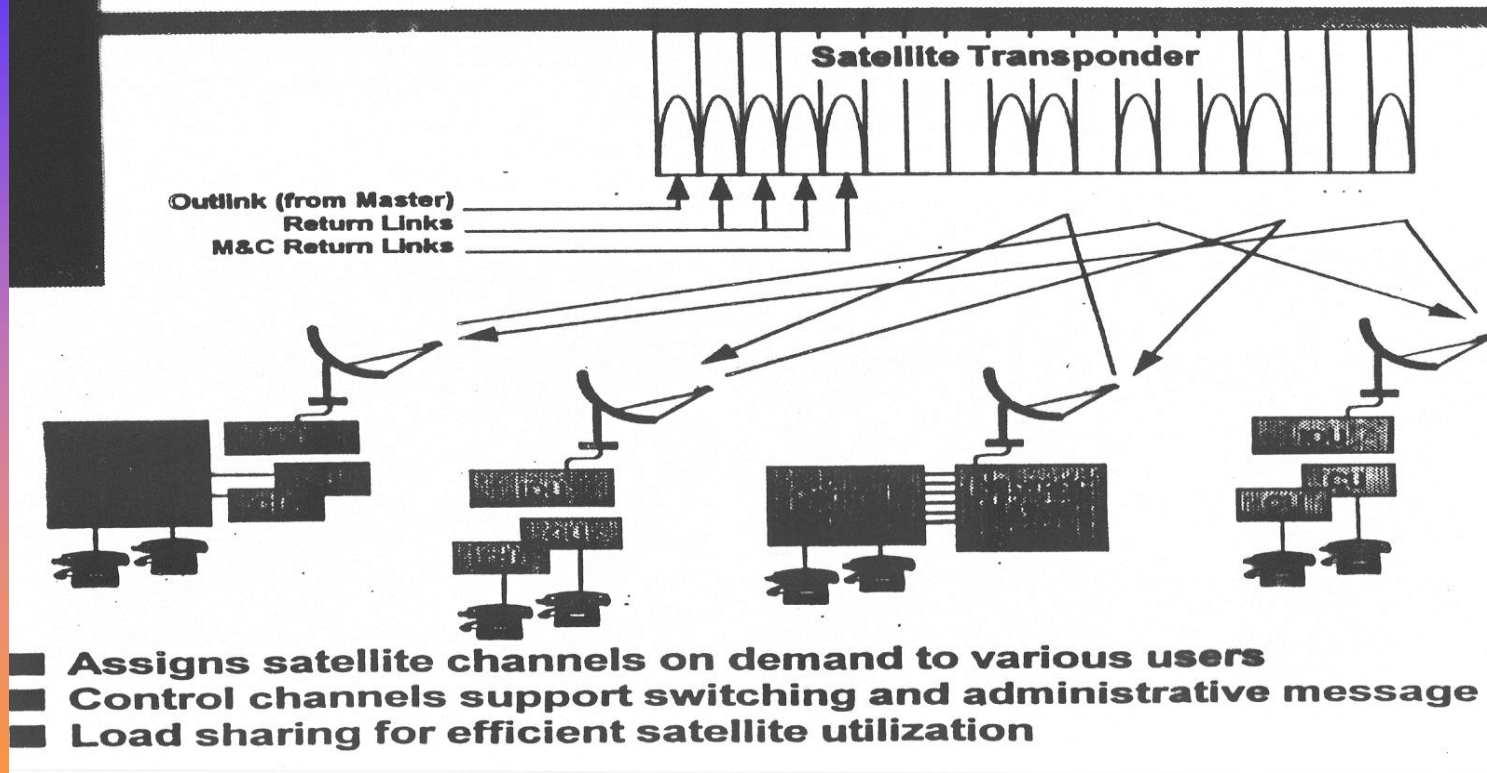 Satellite Transponder
Outlink (from Master)
Return Links
M&C Return Links
Assigns satellite channels on demand to various users
Control channels support switching and administrative message
Load sharing for efficient satellite utilization